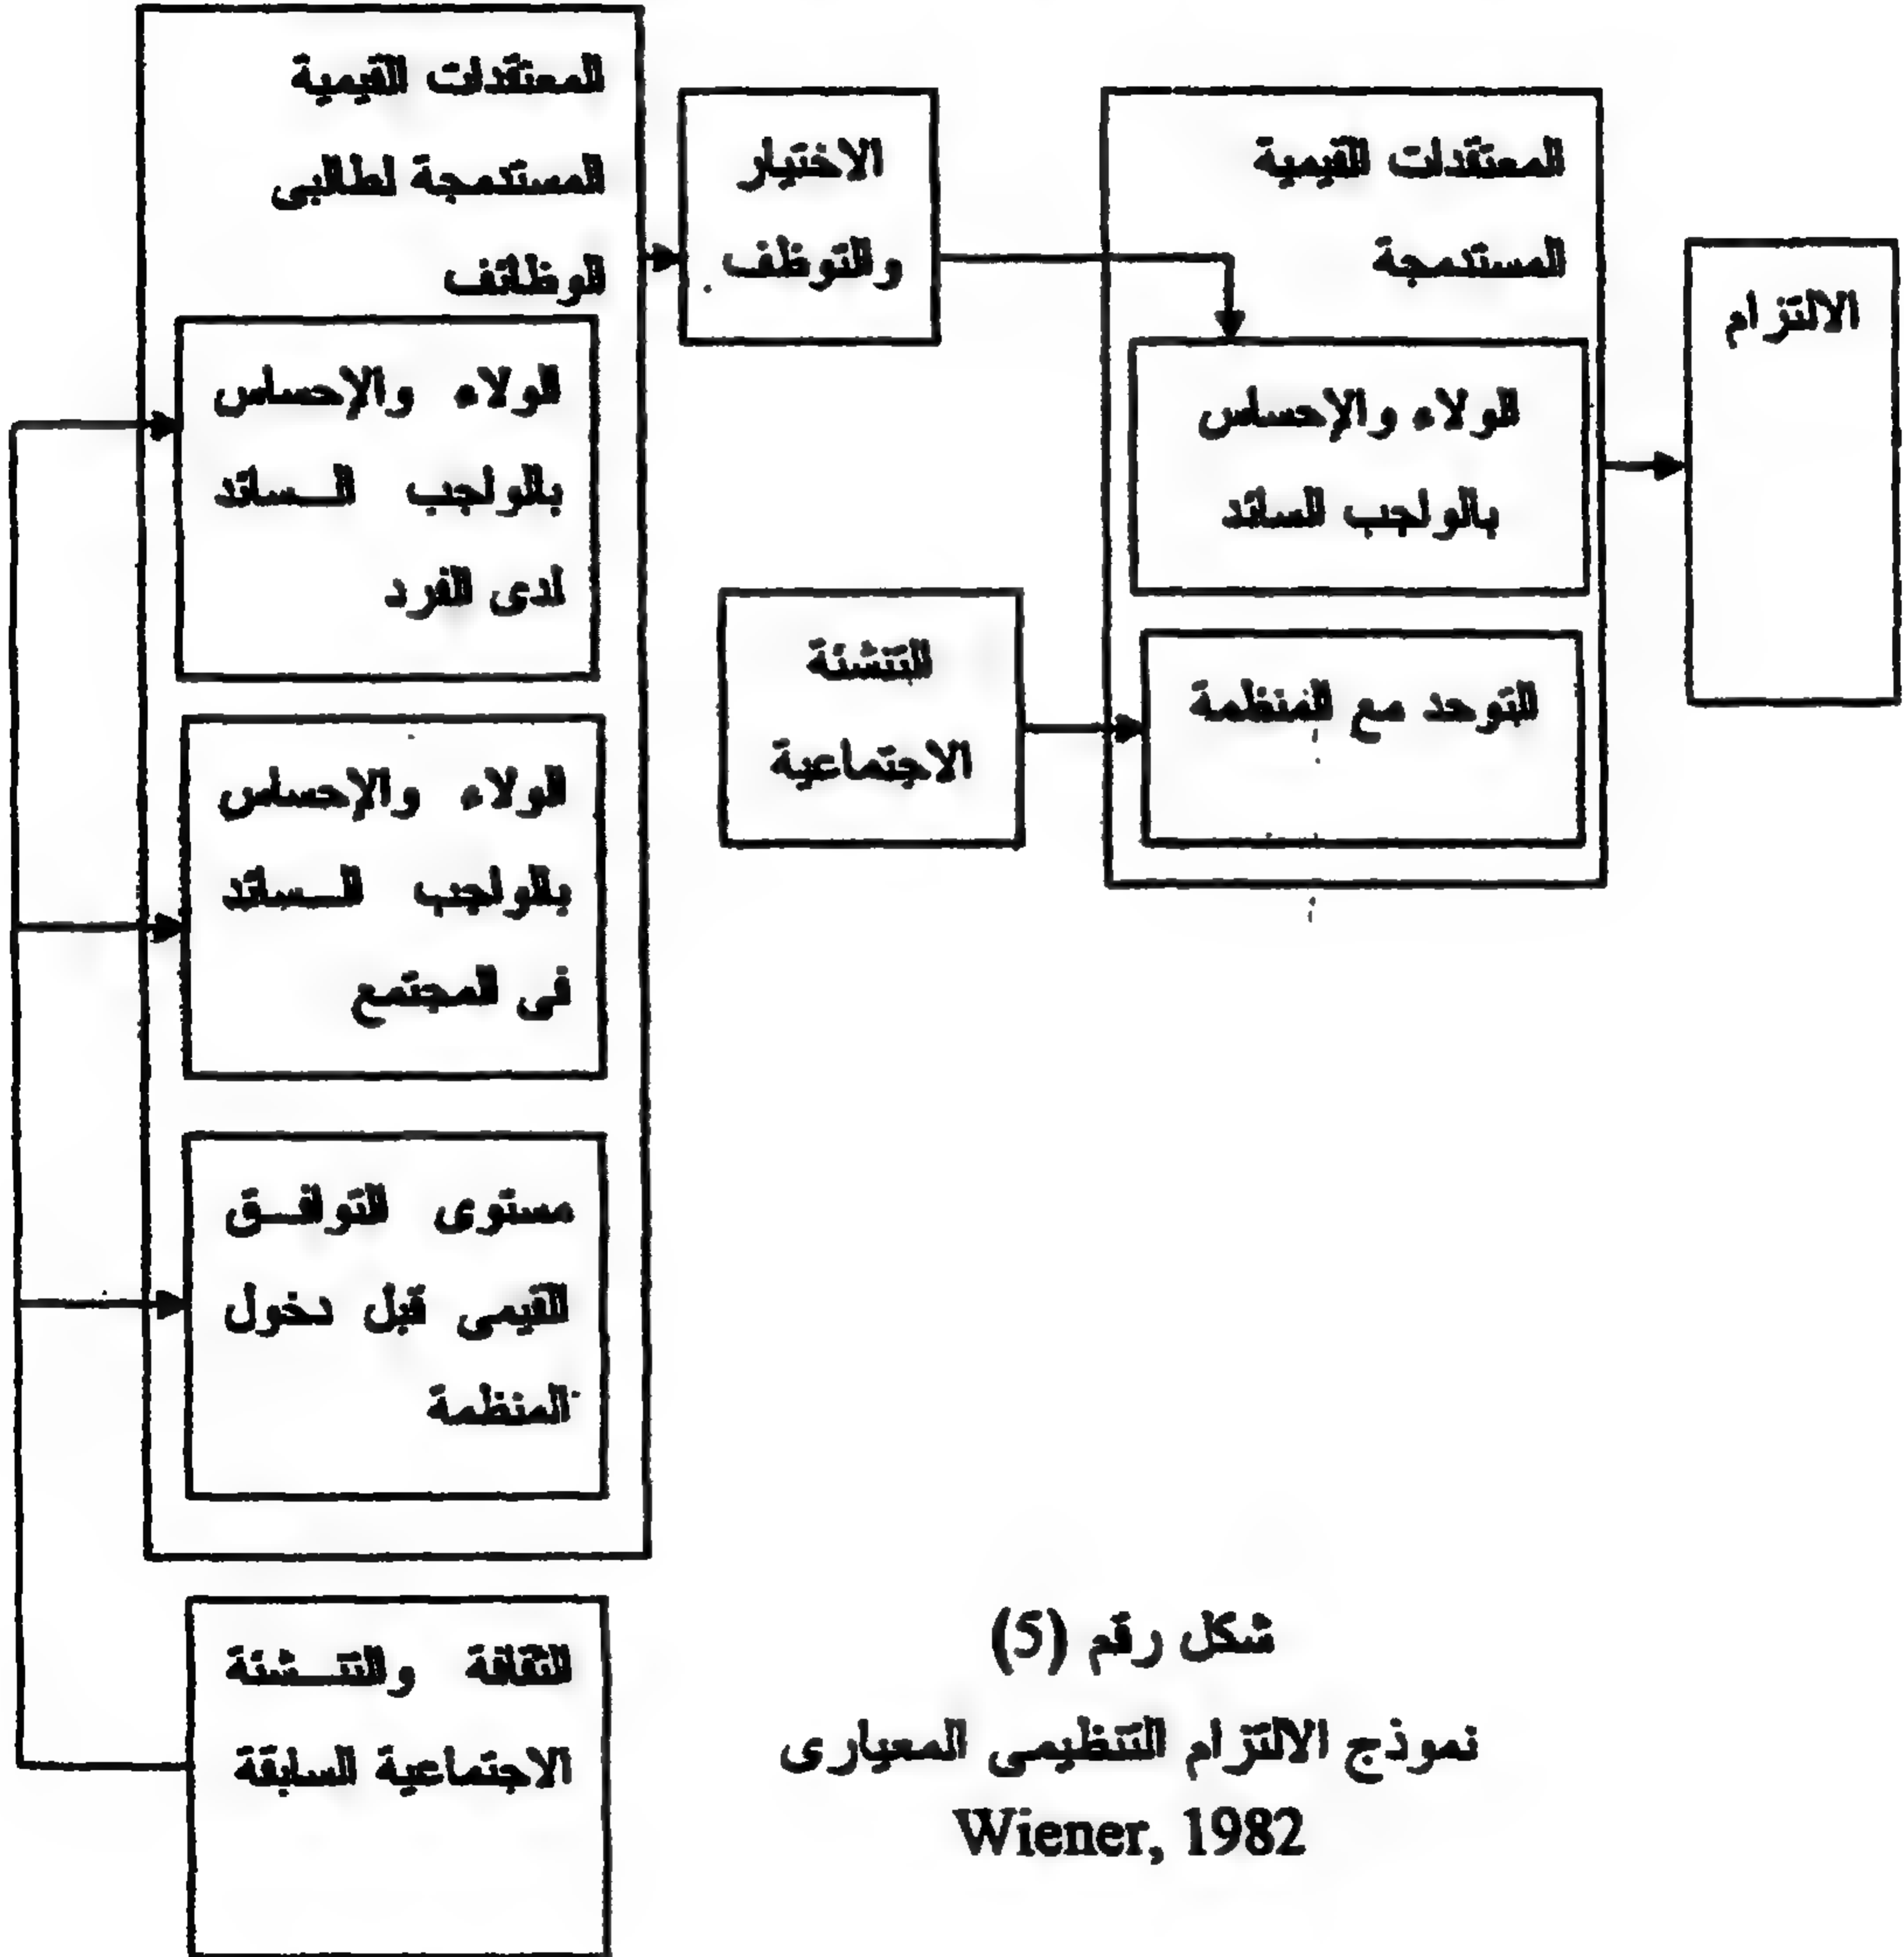 المعتقدات القيمية
المستدمجة لطالبى
الوظائف
الولاء والإحساس
بالواجب السائد
لدى الفرد
الولاء والإحساس
بالواجب السائد
فى المجتمع
مستوى التوافق
القيمى قبل دخول
المنظمة
الثقافة والتنشئة
الاجتماعية السابقة
الاختيار
والتوظف
التنشئة
الاجتماعية
المعتقدات القيمية
المستدمجة
الولاء والإحساس
بالواجب السائد
التوحد مع المنظمة
الالتزام
شكل رقم (5)
نموذج الالتزام التنظيمى المعيارى
Wiener, 1982